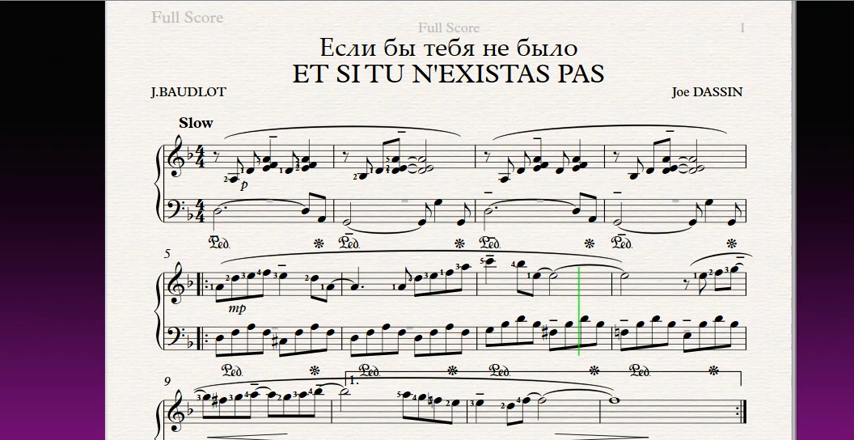 Full Score
Full Score 1
Если бы тебя не было
ET SI TU N'EXISTAS PAS
J.BAUDLOT Joe DASSIN
Slow
p
5
mp
9
1.